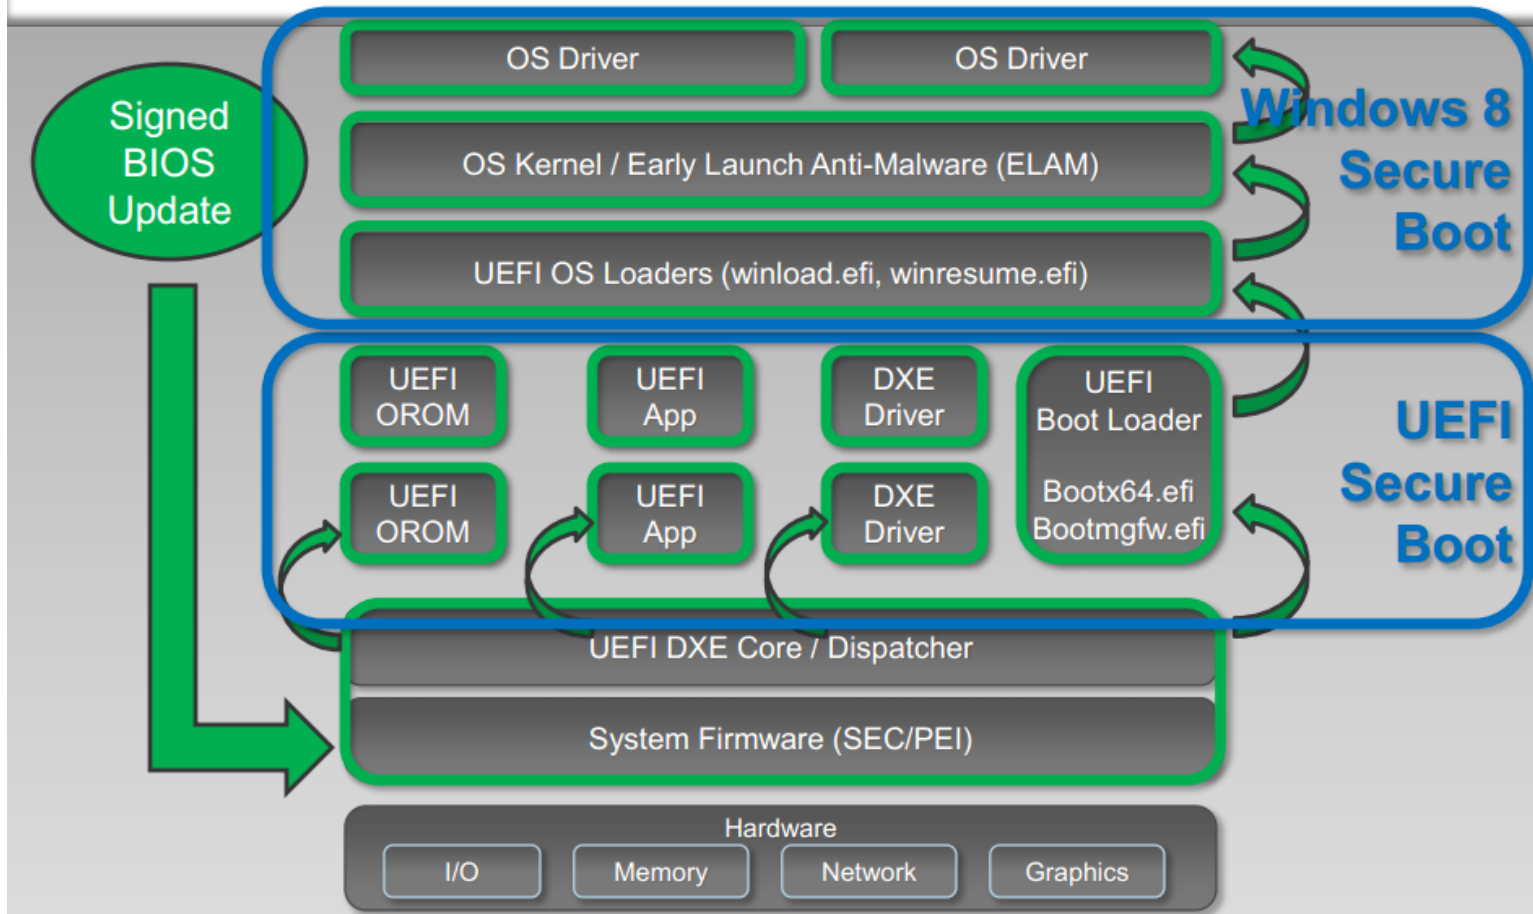 OS Driver
OS Driver
Signed
BIOS
Update
OS Kernel / Early Launch Anti-Malware (ELAM)
UEFI OS Loaders (winload.efi, winresume.efi)
Windows 8
Secure
Boot
UEFI
OROM
UEFI
App
DXE
Driver
UEFI
Boot Loader
Bootx64.efi
Bootmgfw.efi
UEFI
OROM
UEFI
App
DXE
Driver
UEFI
Secure
Boot
UEFI DXE Core / Dispatcher
System Firmware (SEC/PEI)
Hardware
I/O
Memory
Network
Graphics